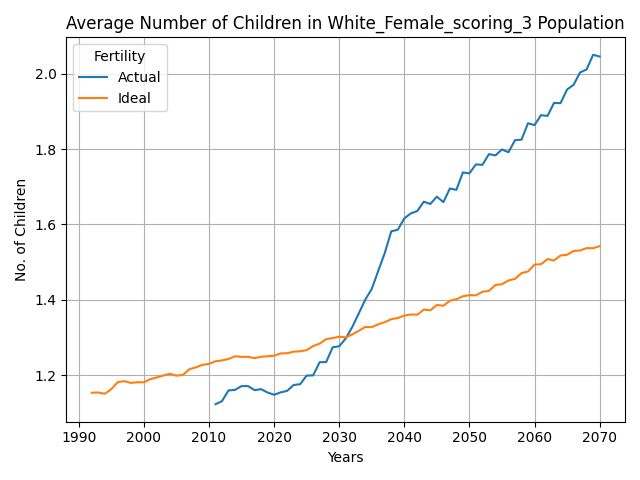 Average Number of Children in White_Female_scoring_3 Population
Fertility
Actual
Ideal
No. of Children
2.0
1.8
1.6
1.4
1.2
1990 2000 2010 2020 2030 2040 2050 2060 2070
Years